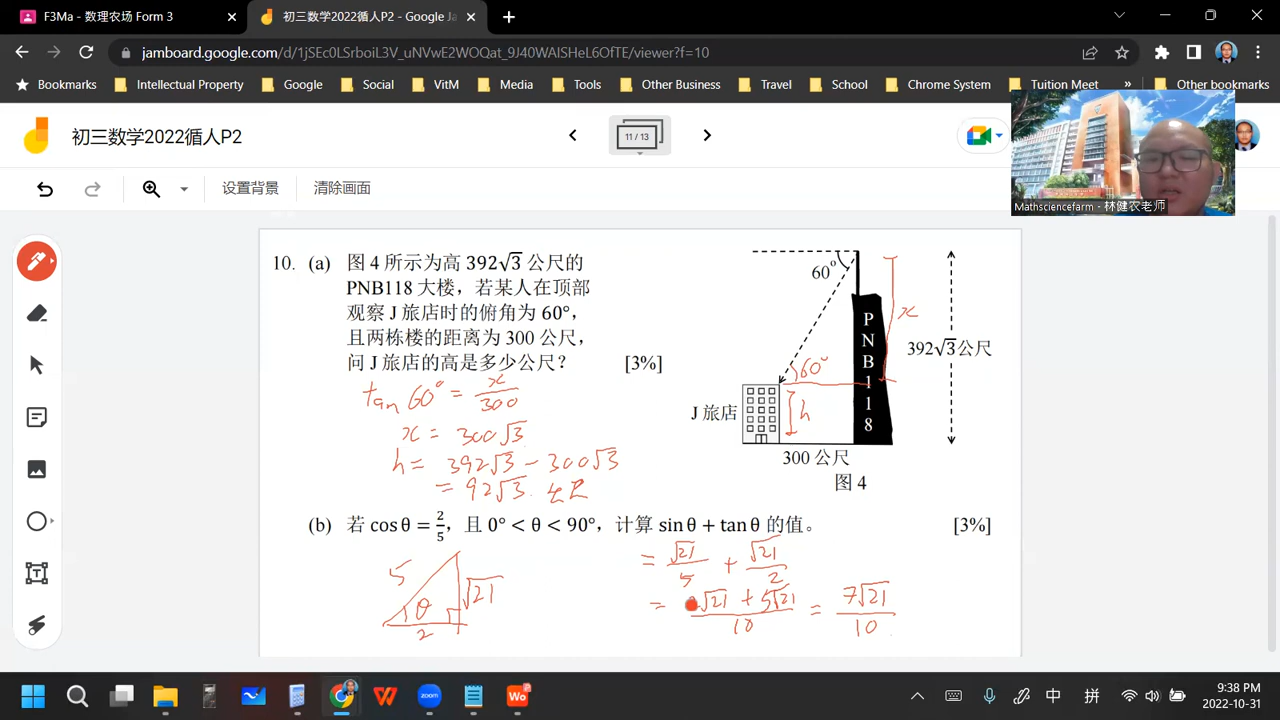 F3Ma - 数理农场 Form 3
初三数学2022循人P2 - Google Ja
jamboard.google.com/d/1jSEc0LSrboiL3V_uNVwE2WOQat_9J40WAISHeL6OfTE/viewer?f=10
Bookmarks Intellectual Property Google Social VitM Media Tools Other Business Travel School Chrome System Tuition Meet » Other bookmarks
初三数学2022循人P2
11 / 13
设置背景 清除画面
Mathsciencefarm - 林健农老师
10. (a) 图 4 所示为高 392√3 公尺的
PNB118 大楼，若某人在顶部
观察 J 旅店时的俯角为 60°，
且两栋楼的距离为 300 公尺，
问 J 旅店的高是多少公尺？ [3%]
tan 60° = x/300
x = 300√3
h = 392√3 - 300√3
= 92√3 公尺
60°
PNB118
x
392√3公尺
60°
J 旅店
h
300 公尺
图 4
(b) 若 cosθ = 2/5，且 0° < θ < 90°，计算 sinθ + tanθ 的值。 [3%]
5
θ
√21
2
= √21/5 + √21/2
= √21 + 5√21 / 10 = 7√21/10
Wo
中 拼
9:38 PM
2022-10-31